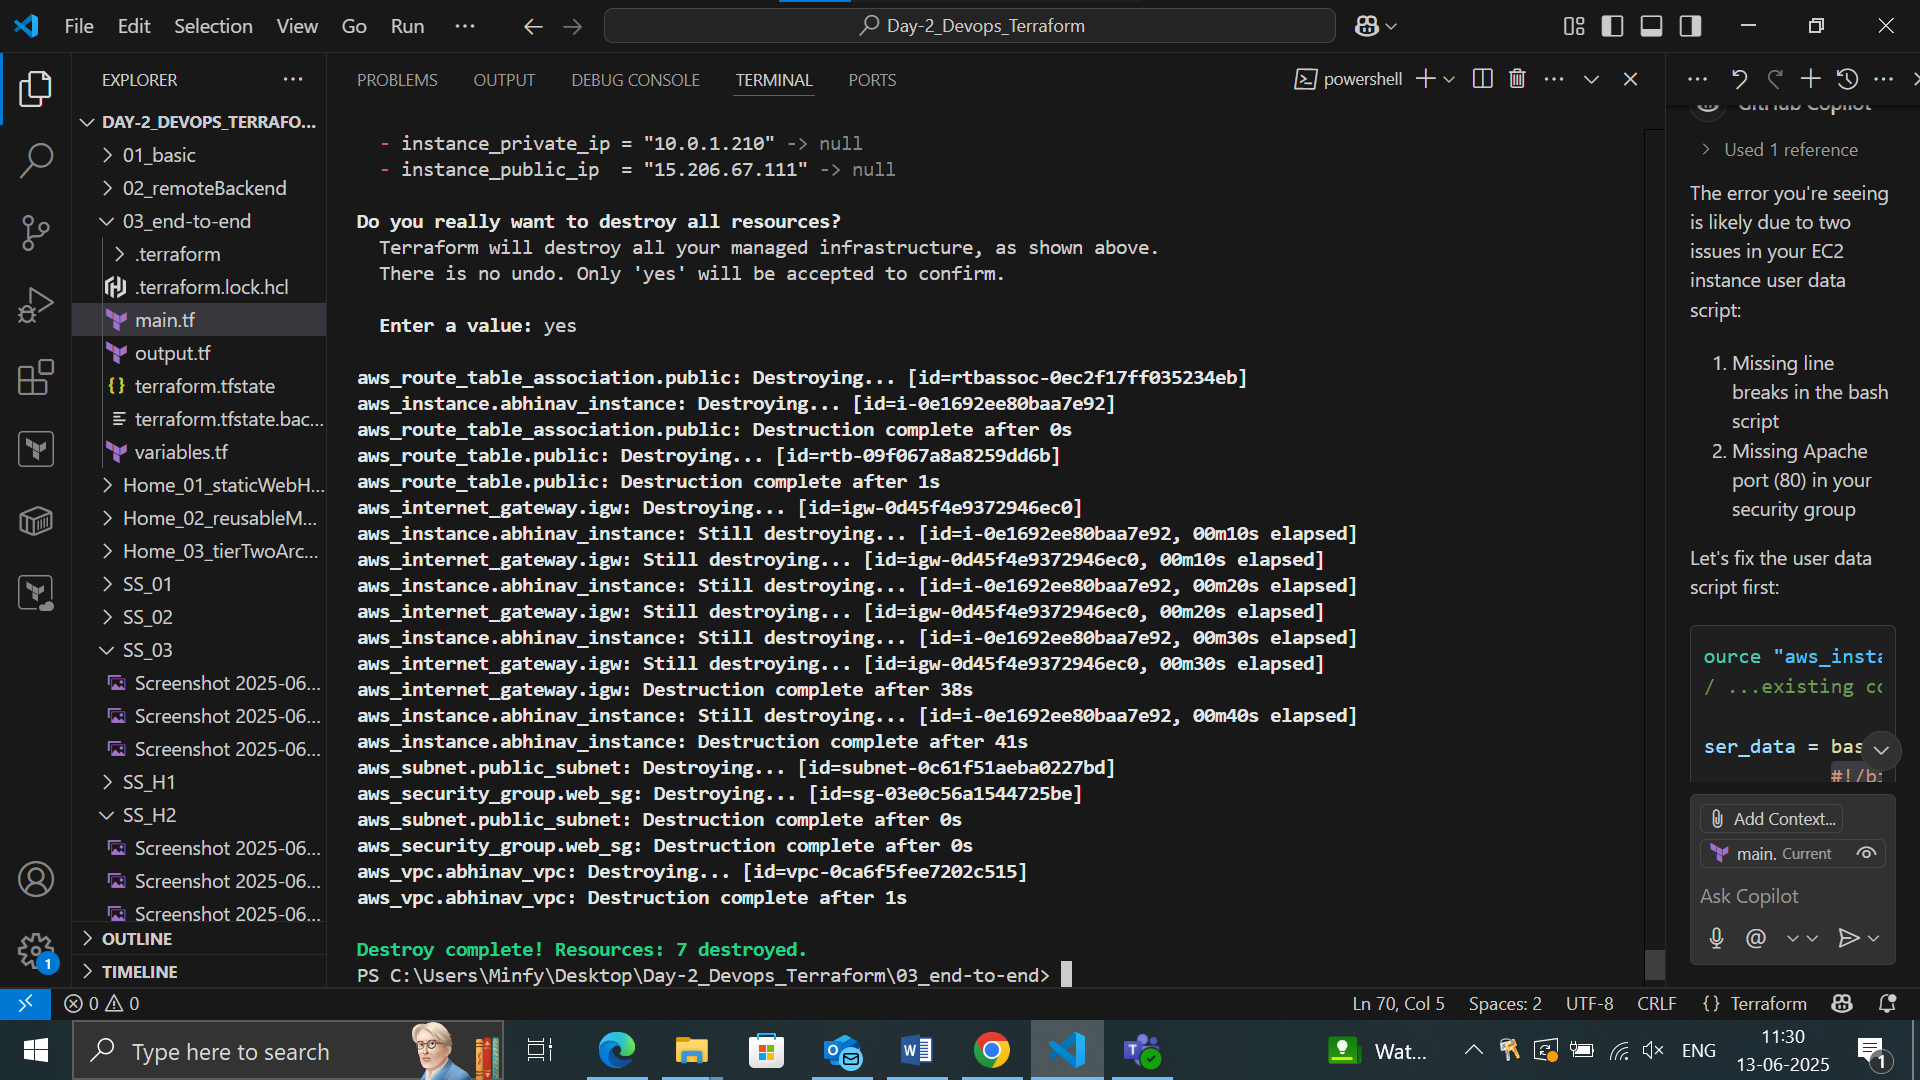 File Edit Selection View Go Run ··· Day-2_Devops_Terraform
EXPLORER ···
DAY-2_DEVOPS_TERRAFO...
01_basic
02_remoteBackend
03_end-to-end
.terraform
.terraform.lock.hcl
main.tf
output.tf
{} terraform.tfstate
terraform.tfstate.bac...
variables.tf
Home_01_staticWebH...
Home_02_reusableM...
Home_03_tierTwoArc...
SS_01
SS_02
SS_03
Screenshot 2025-06...
Screenshot 2025-06...
Screenshot 2025-06...
SS_H1
SS_H2
Screenshot 2025-06...
Screenshot 2025-06...
Screenshot 2025-06...
OUTLINE
TIMELINE
1
PROBLEMS OUTPUT DEBUG CONSOLE TERMINAL PORTS powershell
- instance_private_ip = "10.0.1.210" -> null
- instance_public_ip  = "15.206.67.111" -> null
Do you really want to destroy all resources?
Terraform will destroy all your managed infrastructure, as shown above.
There is no undo. Only 'yes' will be accepted to confirm.
Enter a value: yes
aws_route_table_association.public: Destroying... [id=rtbassoc-0ec2f17ff035234eb]
aws_instance.abhinav_instance: Destroying... [id=i-0e1692ee80baa7e92]
aws_route_table_association.public: Destruction complete after 0s
aws_route_table.public: Destroying... [id=rtb-09f067a8a8259dd6b]
aws_route_table.public: Destruction complete after 1s
aws_internet_gateway.igw: Destroying... [id=igw-0d45f4e9372946ec0]
aws_instance.abhinav_instance: Still destroying... [id=i-0e1692ee80baa7e92, 00m10s elapsed]
aws_internet_gateway.igw: Still destroying... [id=igw-0d45f4e9372946ec0, 00m10s elapsed]
aws_instance.abhinav_instance: Still destroying... [id=i-0e1692ee80baa7e92, 00m20s elapsed]
aws_internet_gateway.igw: Still destroying... [id=igw-0d45f4e9372946ec0, 00m20s elapsed]
aws_instance.abhinav_instance: Still destroying... [id=i-0e1692ee80baa7e92, 00m30s elapsed]
aws_internet_gateway.igw: Still destroying... [id=igw-0d45f4e9372946ec0, 00m30s elapsed]
aws_internet_gateway.igw: Destruction complete after 38s
aws_instance.abhinav_instance: Still destroying... [id=i-0e1692ee80baa7e92, 00m40s elapsed]
aws_instance.abhinav_instance: Destruction complete after 41s
aws_subnet.public_subnet: Destroying... [id=subnet-0c61f51aeba0227bd]
aws_security_group.web_sg: Destroying... [id=sg-03e0c56a1544725be]
aws_subnet.public_subnet: Destruction complete after 0s
aws_security_group.web_sg: Destruction complete after 0s
aws_vpc.abhinav_vpc: Destroying... [id=vpc-0ca6f5fee7202c515]
aws_vpc.abhinav_vpc: Destruction complete after 1s
Destroy complete! Resources: 7 destroyed.
PS C:\Users\Minfy\Desktop\Day-2_Devops_Terraform\03_end-to-end>
GitHub Copilot
Used 1 reference
The error you're seeing
is likely due to two
issues in your EC2
instance user data
script:
1. Missing line
breaks in the bash
script
2. Missing Apache
port (80) in your
security group
Let's fix the user data
script first:
ource "aws_insta
/ ...existing co
ser_data = bas
#!/bi
Add Context...
main. Current
Ask Copilot
0 0 Ln 70, Col 5 Spaces: 2 UTF-8 CRLF {} Terraform
Type here to search Wat... ENG 11:30
13-06-2025
1